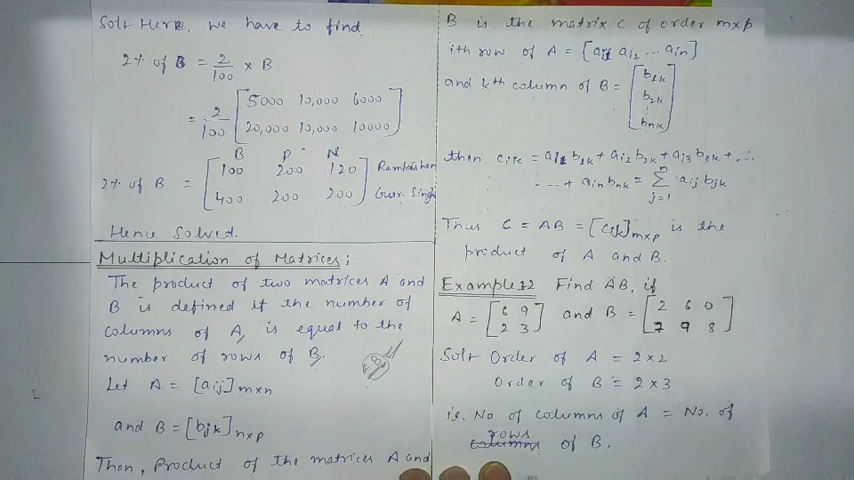 Sol: Here, we have to find
2% of B = 2/100 × B
= 2/100 [5000 10,000 6000
20,000 10,000 10000]
B P N
2% of B = [100 200 120] Ramkishan
[400 200 200] Gur. Singh
Hence Solved.
Multiplication of Matrices;
The product of two matrices A and
B is defined if the number of
columns of A, is equal to the
number of rows of B.
Let A = [aij]m×n
and B = [bjk]n×p
Then, Product of the matrices A and
B is the matrix C of order m×p
ith row of A = [ai1 ai2 ... ain]
and kth column of B = [b1k
b2k
⋮
bnk]
then cik = ai1 b1k + ai2 b2k + ai3 b3k + ...
... + ain bnk = n∑j=1 aij bjk
Thus C = AB = [cik]m×p is the
product of A and B.
Example:12 Find AB, if
A = [6 9
2 3] and B = [2 6 0
7 9 8]
Sol: Order of A = 2×2
Order of B = 2×3
i.e. No of columns of A = No. of
rows of B.